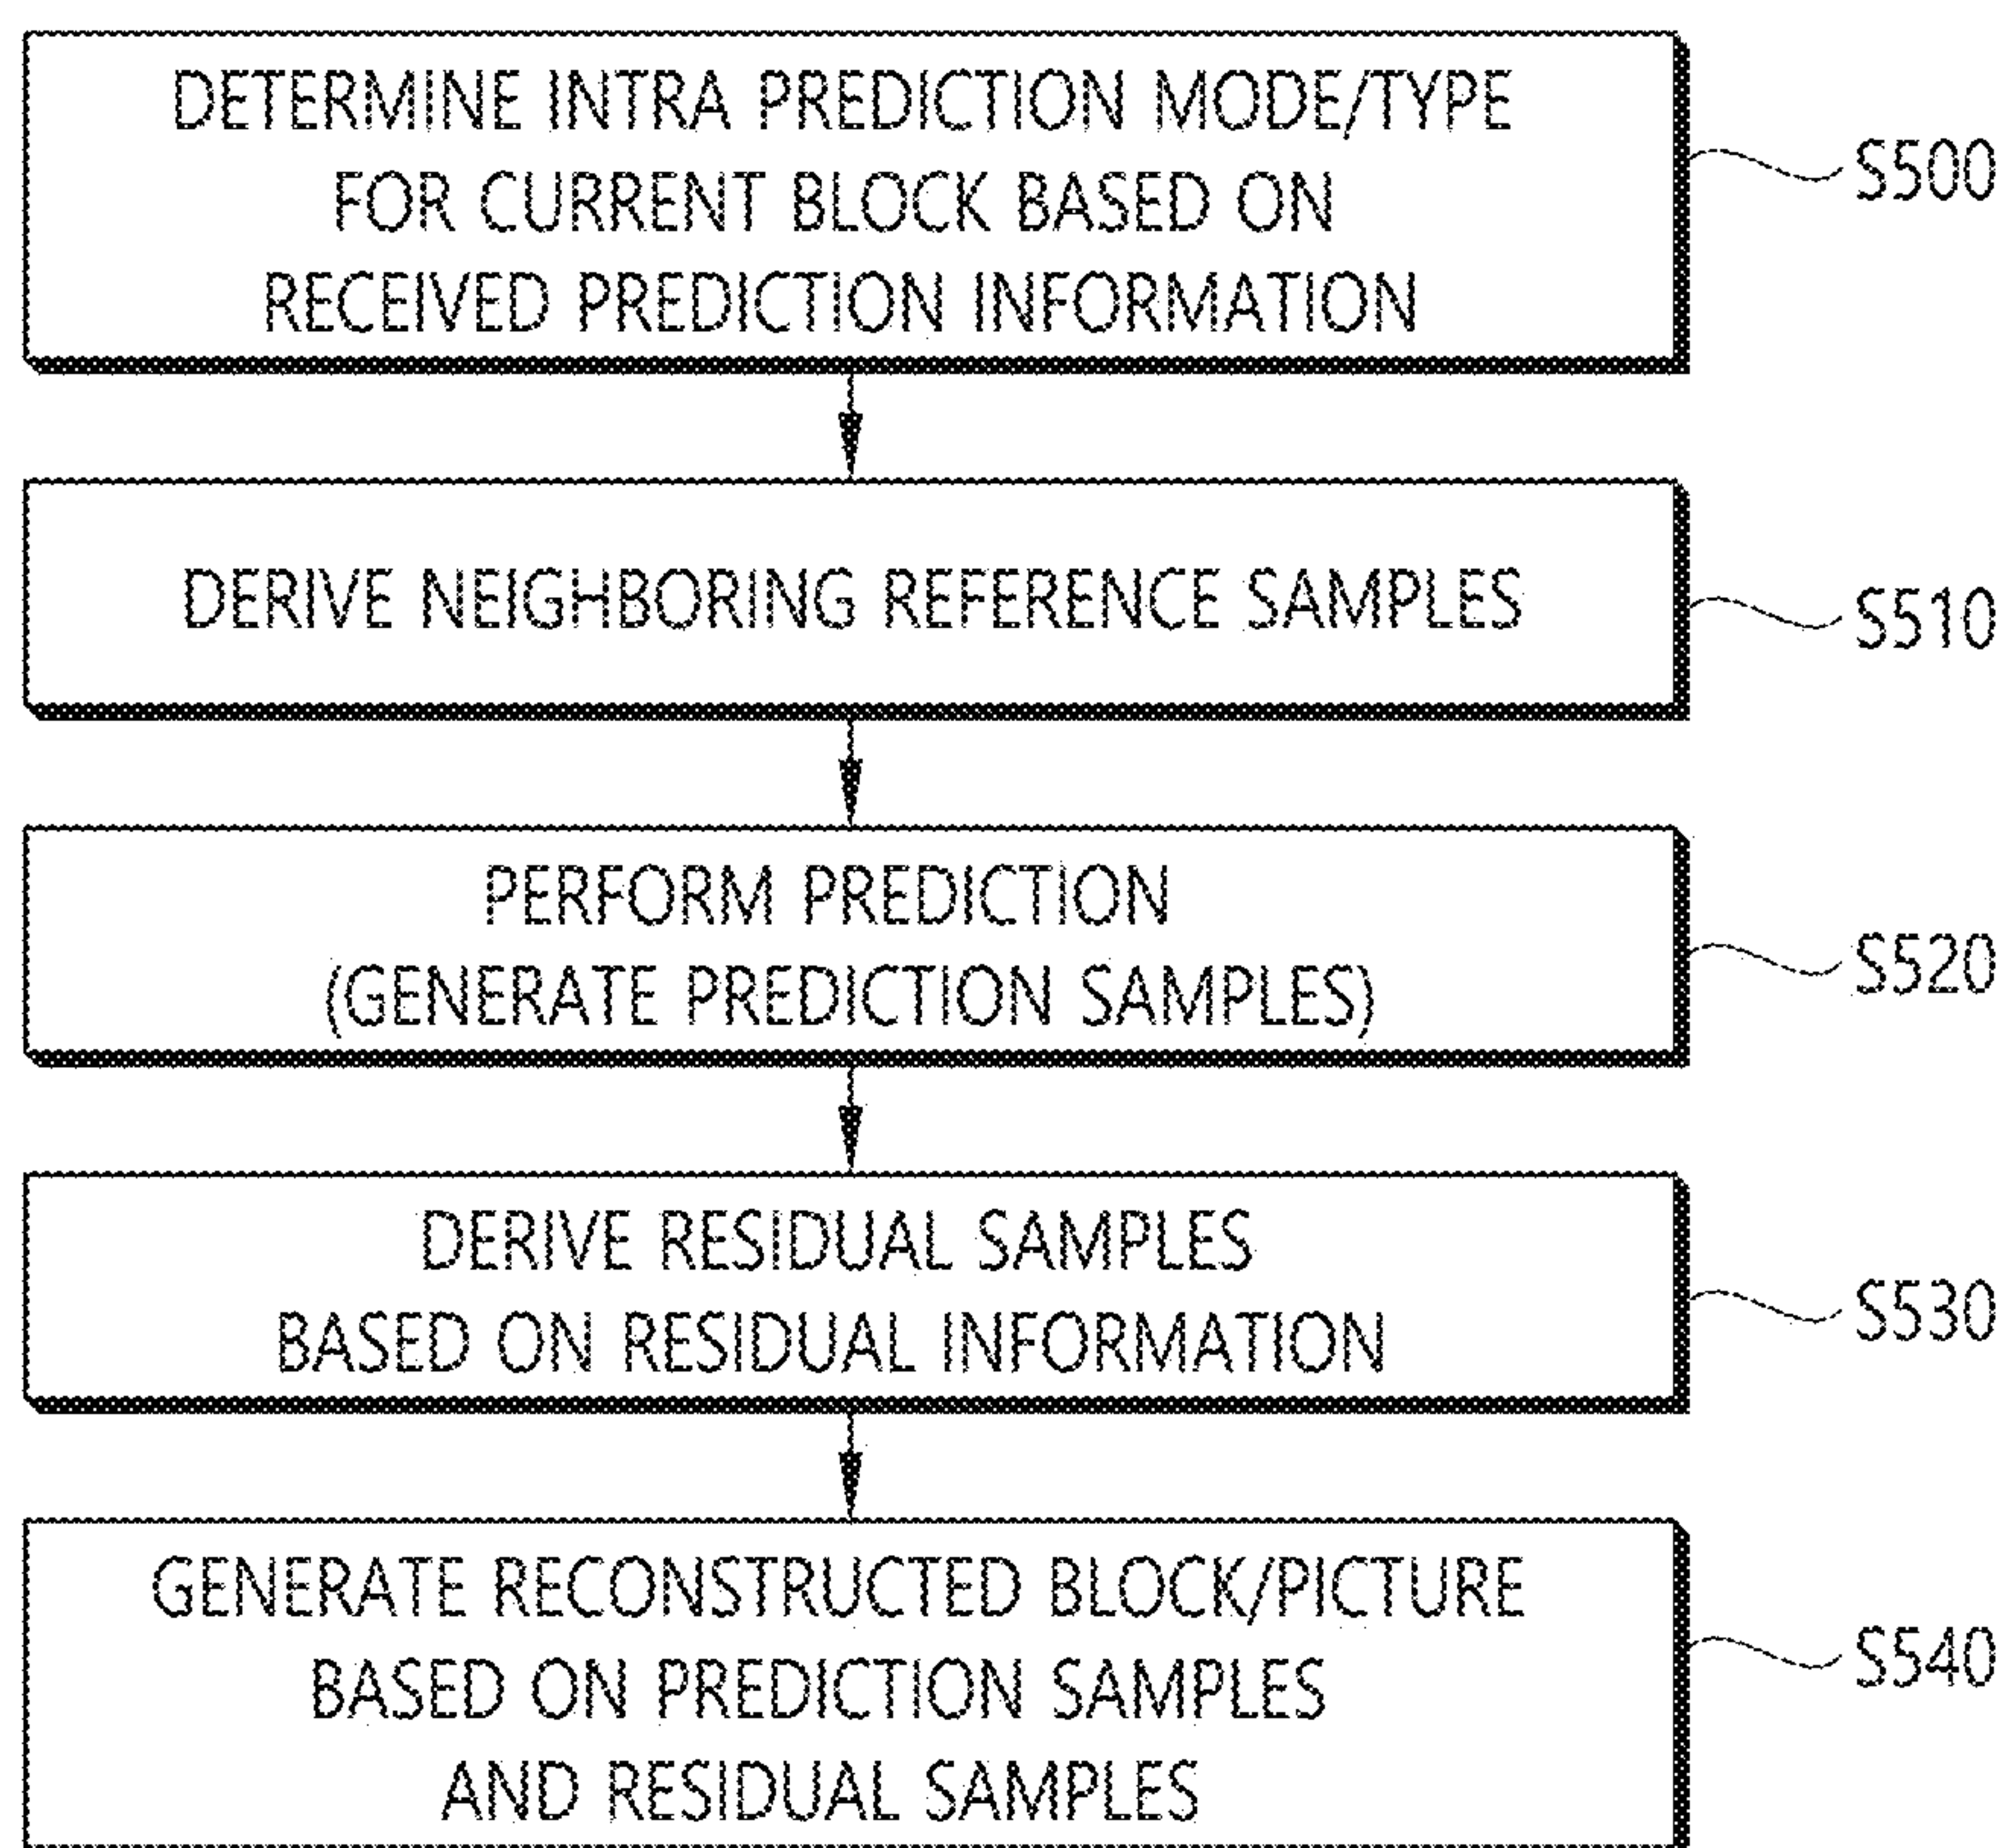 DETERMINE INTRA PREDICTION MODE/TYPE
FOR CURRENT BLOCK BASED ON
RECEIVED PREDICTION INFORMATION
S500
DERIVE NEIGHBORING REFERENCE SAMPLES
S510
PERFORM PREDICTION
(GENERATE PREDICTION SAMPLES)
S520
DERIVE RESIDUAL SAMPLES
BASED ON RESIDUAL INFORMATION
S530
GENERATE RECONSTRUCTED BLOCK/PICTURE
BASED ON PREDICTION SAMPLES
AND RESIDUAL SAMPLES
S540